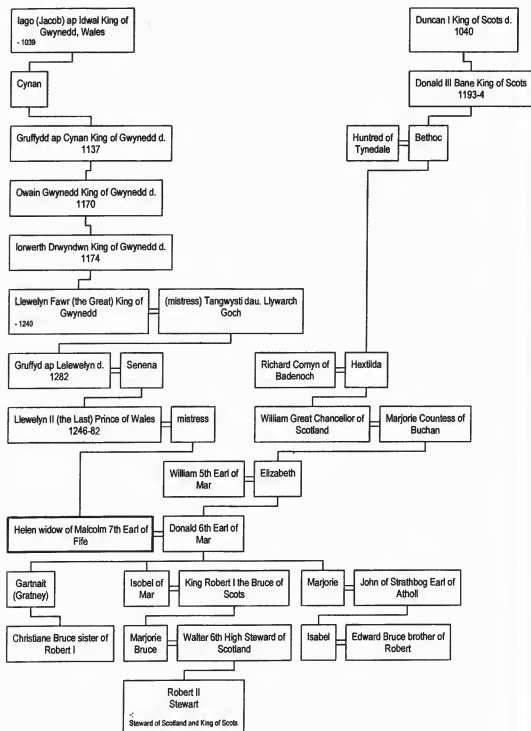 Iago (Jacob) ap Idwal King of
Gwynedd, Wales
- 1039
Duncan I King of Scots d.
1040
Cynan
Donald III Bane King of Scots
1193-4
Gruffydd ap Cynan King of Gwynedd d.
1137
Huntred of
Tynedale
Bethoc
Owain Gwynedd King of Gwynedd d.
1170
Iorwerth Drwyndwn King of Gwynedd d.
1174
Llewelyn Fawr (the Great) King of
Gwynedd
- 1240
(mistress) Tangwysti dau. Llywarch
Goch
Gruffyd ap Lelewelyn d.
1282
Senena
Richard Comyn of
Badenoch
Hextilda
Llewelyn II (the Last) Prince of Wales
1246-82
mistress
William Great Chancellor of
Scotland
Marjorie Countess of
Buchan
William 5th Earl of
Mar
Elizabeth
Helen widow of Malcolm 7th Earl of
Fife
Donald 6th Earl of
Mar
Gartnait
(Gratney)
Isobel of
Mar
King Robert I the Bruce of
Scots
Marjorie
John of Strathbog Earl of
Atholl
Christiane Bruce sister of
Robert I
Marjorie
Bruce
Walter 6th High Steward of
Scotland
Isabel
Edward Bruce brother of
Robert
Robert II
Stewart
-
Steward of Scotland and King of Scots